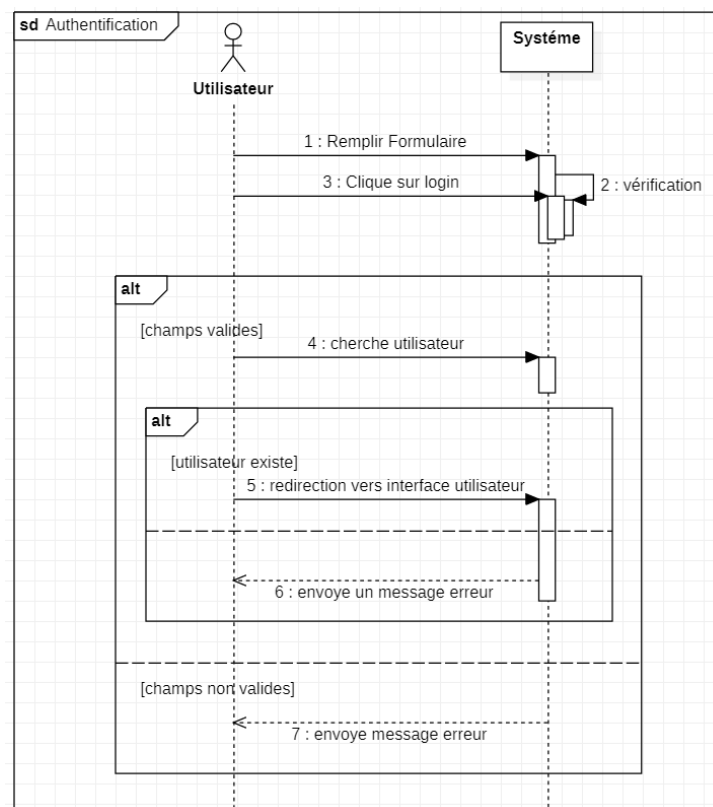 sd Authentification
Utilisateur
Systéme
1 : Remplir Formulaire
2 : vérification
3 : Clique sur login
alt
[champs valides]
4 : cherche utilisateur
alt
[utilisateur existe]
5 : redirection vers interface utilisateur
6 : envoye un message erreur
[champs non valides]
7 : envoye message erreur